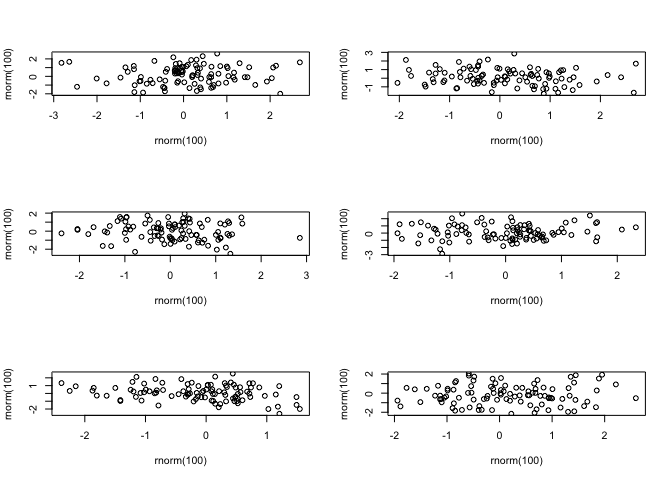 rnorm(100)
-2 0 2
-3 -2 -1 0 1 2
rnorm(100)
rnorm(100)
-1 1 3
-2 -1 0 1 2
rnorm(100)
rnorm(100)
-2 0 2
-2 -1 0 1 2 3
rnorm(100)
rnorm(100)
-3 0
-2 -1 0 1 2
rnorm(100)
rnorm(100)
-2 1
-2 -1 0 1
rnorm(100)
rnorm(100)
-2 0 2
-2 -1 0 1 2
rnorm(100)